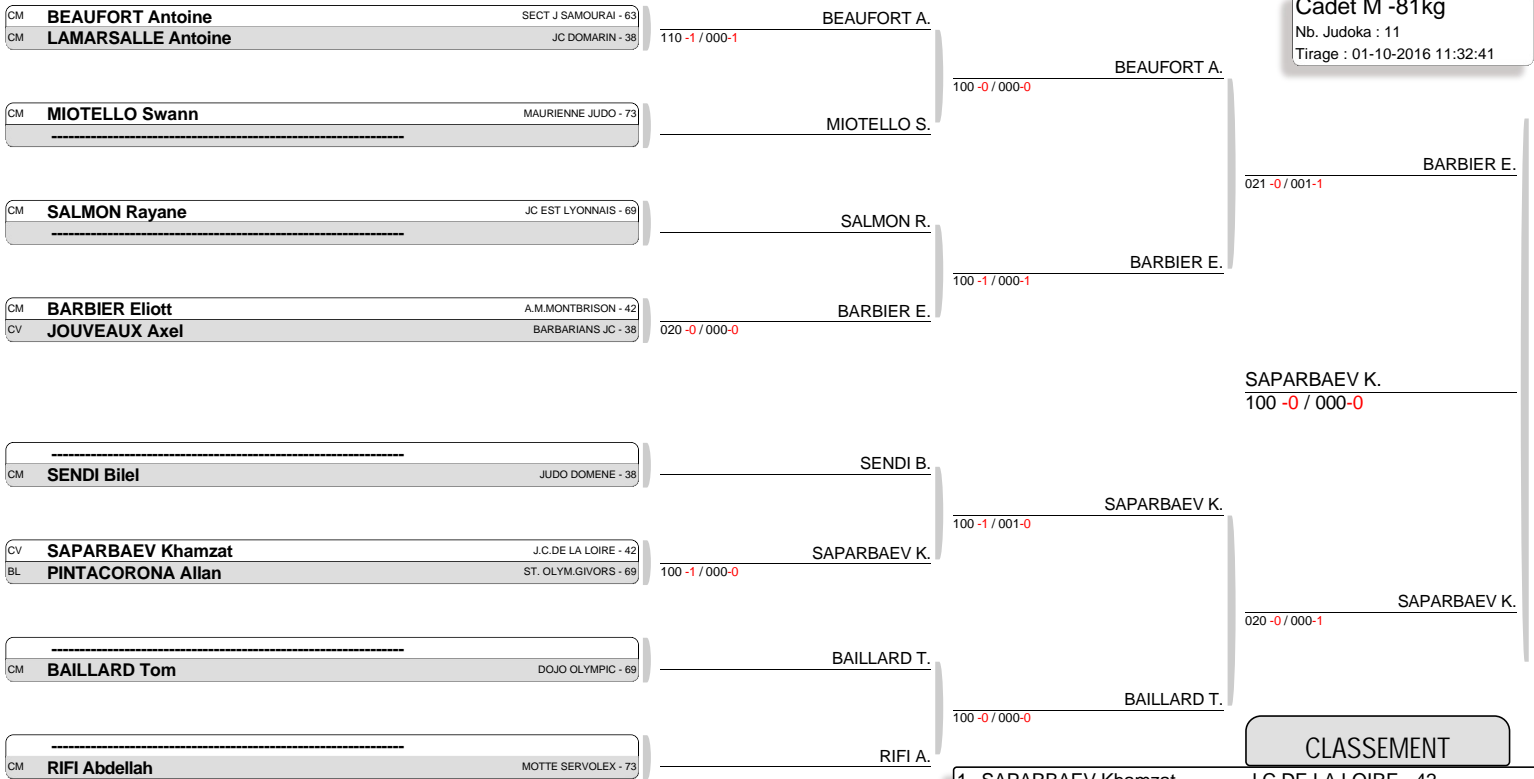 Cadet M -81kg
Nb. Judoka : 11
Tirage : 01-10-2016 11:32:41
CM BEAUFORT Antoine SECT J SAMOURAI - 63
CM LAMARSALLE Antoine JC DOMARIN - 38
BEAUFORT A.
110 -1 / 000-1
BEAUFORT A.
100 -0 / 000-0
CM MIOTELLO Swann MAURIENNE JUDO - 73
-----------------------------------------------------------
MIOTELLO S.
BARBIER E.
021 -0 / 001-1
CM SALMON Rayane JC EST LYONNAIS - 69
-----------------------------------------------------------
SALMON R.
BARBIER E.
100 -1 / 000-1
CM BARBIER Eliott A.M.MONTBRISON - 42
CV JOUVEAUX Axel BARBARIANS JC - 38
BARBIER E.
020 -0 / 000-0
SAPARBAEV K.
100 -0 / 000-0
-----------------------------------------------------------
CM SENDI Bilel JUDO DOMENE - 38
SENDI B.
SAPARBAEV K.
100 -1 / 001-0
CV SAPARBAEV Khamzat J.C.DE LA LOIRE - 42
BL PINTACORONA Allan ST. OLYM.GIVORS - 69
SAPARBAEV K.
100 -1 / 000-0
SAPARBAEV K.
020 -0 / 000-1
-----------------------------------------------------------
CM BAILLARD Tom DOJO OLYMPIC - 69
BAILLARD T.
BAILLARD T.
100 -0 / 000-0
-----------------------------------------------------------
CM RIFI Abdellah MOTTE SERVOLEX - 73
RIFI A.
CLASSEMENT
1 SAPARBAEV Khamzat J.C.DE LA LOIRE - 42